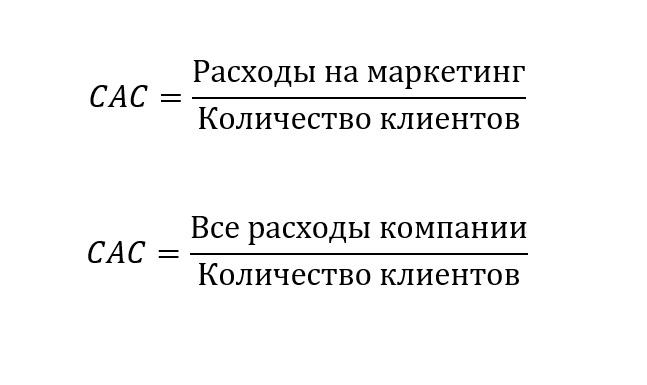 CAC = Расходы на маркетинг / Количество клиентов
CAC = Все расходы компании / Количество клиентов